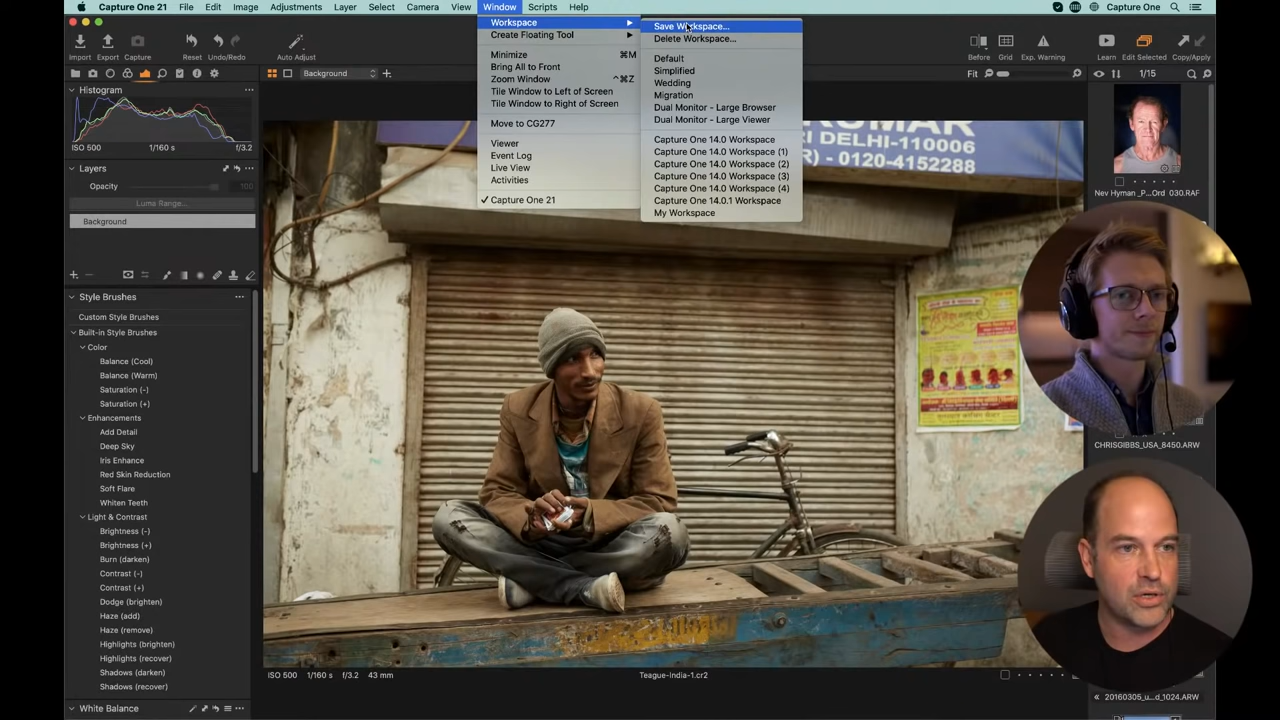 Capture One 21
File
Edit
Image
Adjustments
Layer
Select
Camera
View
Window
Scripts
Help
Capture One
Import
Export
Capture
Reset
Undo/Redo
Auto Adjust
Before
Grid
Exp. Warning
Learn
Edit Selected
Copy/Apply
Background
Fit
1/15
Workspace
Create Floating Tool
Minimize ⌘M
Bring All to Front
Zoom Window ^⌘Z
Tile Window to Left of Screen
Tile Window to Right of Screen
Move to CG277
Viewer
Event Log
Live View
Activities
✓ Capture One 21
Save Workspace...
Delete Workspace...
Default
Simplified
Wedding
Migration
Dual Monitor - Large Browser
Dual Monitor - Large Viewer
Capture One 14.0 Workspace
Capture One 14.0 Workspace (1)
Capture One 14.0 Workspace (2)
Capture One 14.0 Workspace (3)
Capture One 14.0 Workspace (4)
Capture One 14.0.1 Workspace
My Workspace
Histogram
ISO 500
1/160 s
f/3.2
Layers
Opacity
100
Luma Range...
Background
Style Brushes
Custom Style Brushes
Built-in Style Brushes
Color
Balance (Cool)
Balance (Warm)
Saturation (-)
Saturation (+)
Enhancements
Add Detail
Deep Sky
Iris Enhance
Red Skin Reduction
Soft Flare
Whiten Teeth
Light & Contrast
Brightness (-)
Brightness (+)
Burn (darken)
Contrast (-)
Contrast (+)
Dodge (brighten)
Haze (add)
Haze (remove)
Highlights (brighten)
Highlights (recover)
Shadows (darken)
Shadows (recover)
White Balance
KUMAR
RI DELHI-110006
R) - 0120-4152288
ISO 500
1/160 s
f/3.2
43 mm
Teague-India-1.cr2
Nev Hyman _P...Ord 030.RAF
CHRISGIBBS_USA_8450.ARW
20160305_u...d_1024.ARW